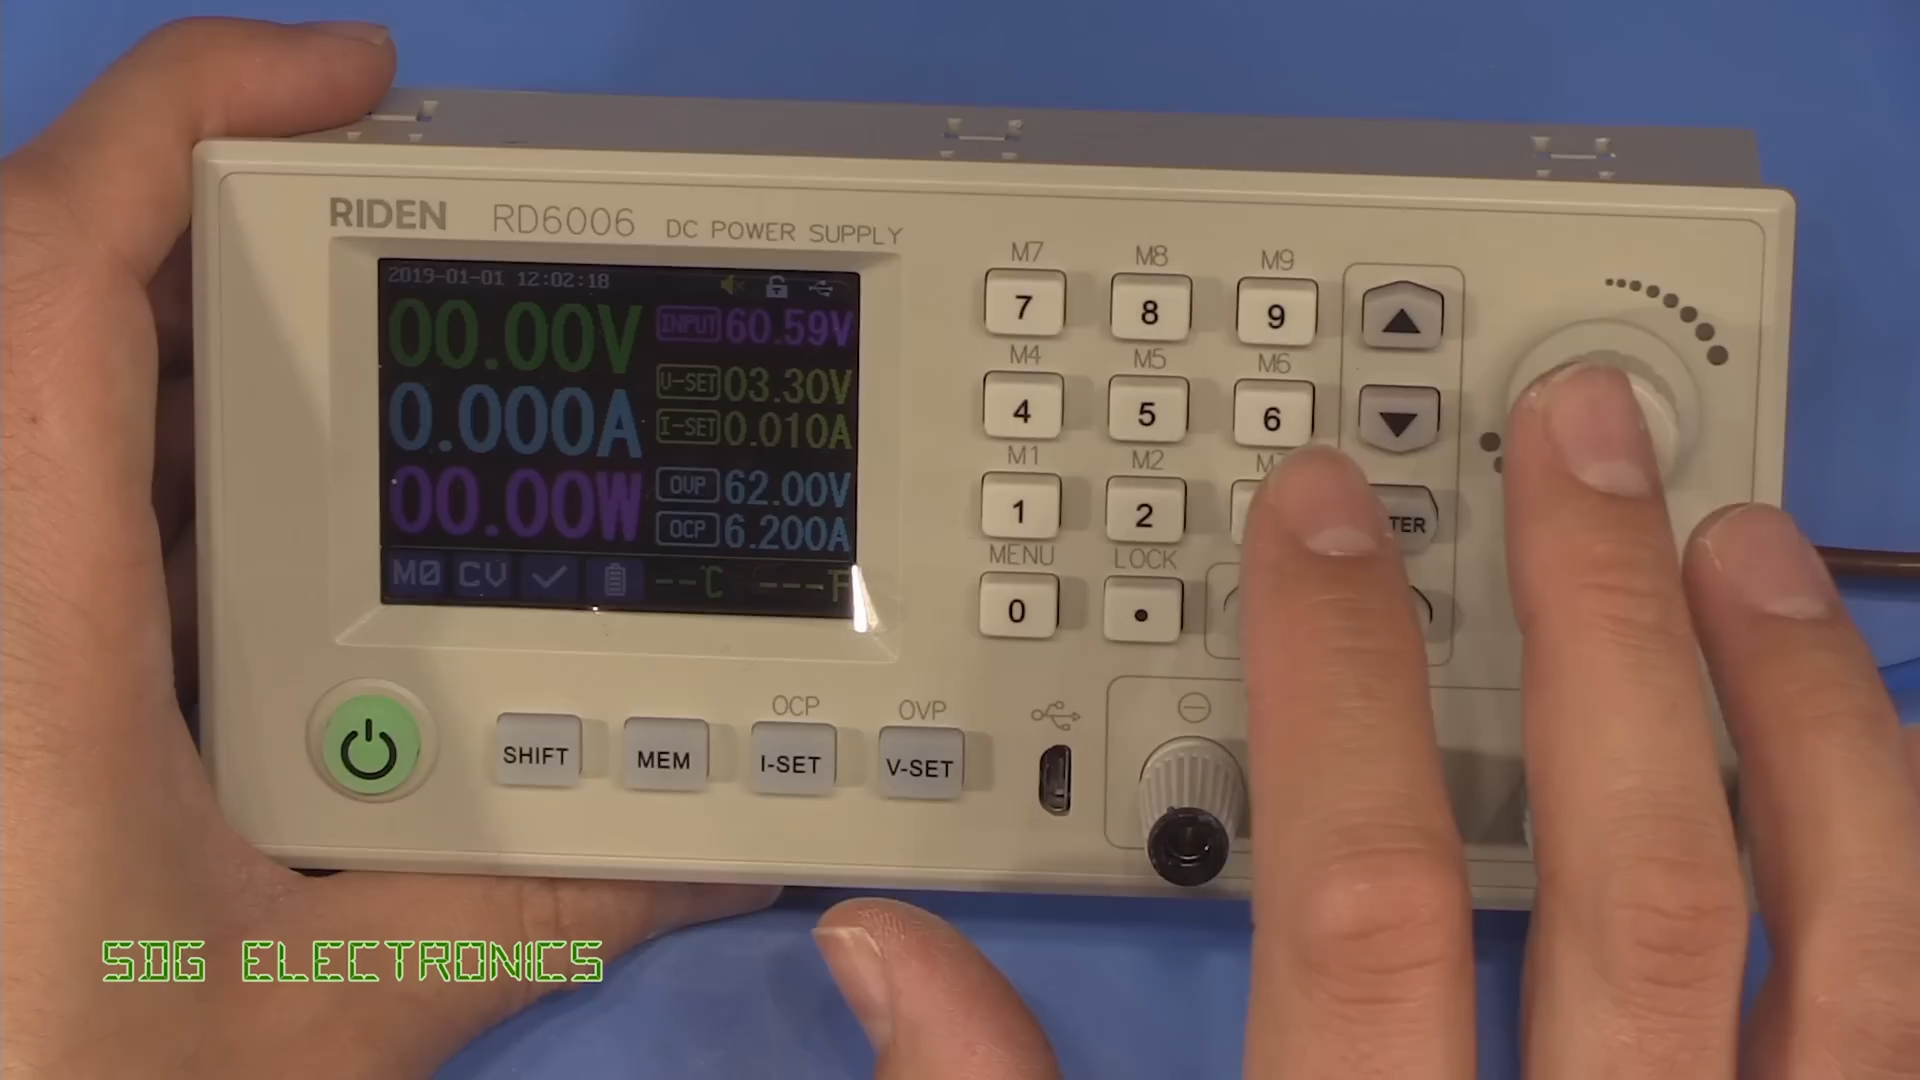 RIDEN RD6006 DC POWER SUPPLY
2019-01-01 12:02:18
00.00V
0.000A
00.00W
INPUT 60.59V
U-SET 03.30V
I-SET 0.010A
OVP 62.00V
OCP 6.200A
M0 CV --°C ---°F
M7 M8 M9
7 8 9
M4 M5 M6
4 5 6
M1 M2
1 2
MENU LOCK
0 .
OCP OVP
SHIFT MEM I-SET V-SET
SDG ELECTRONICS